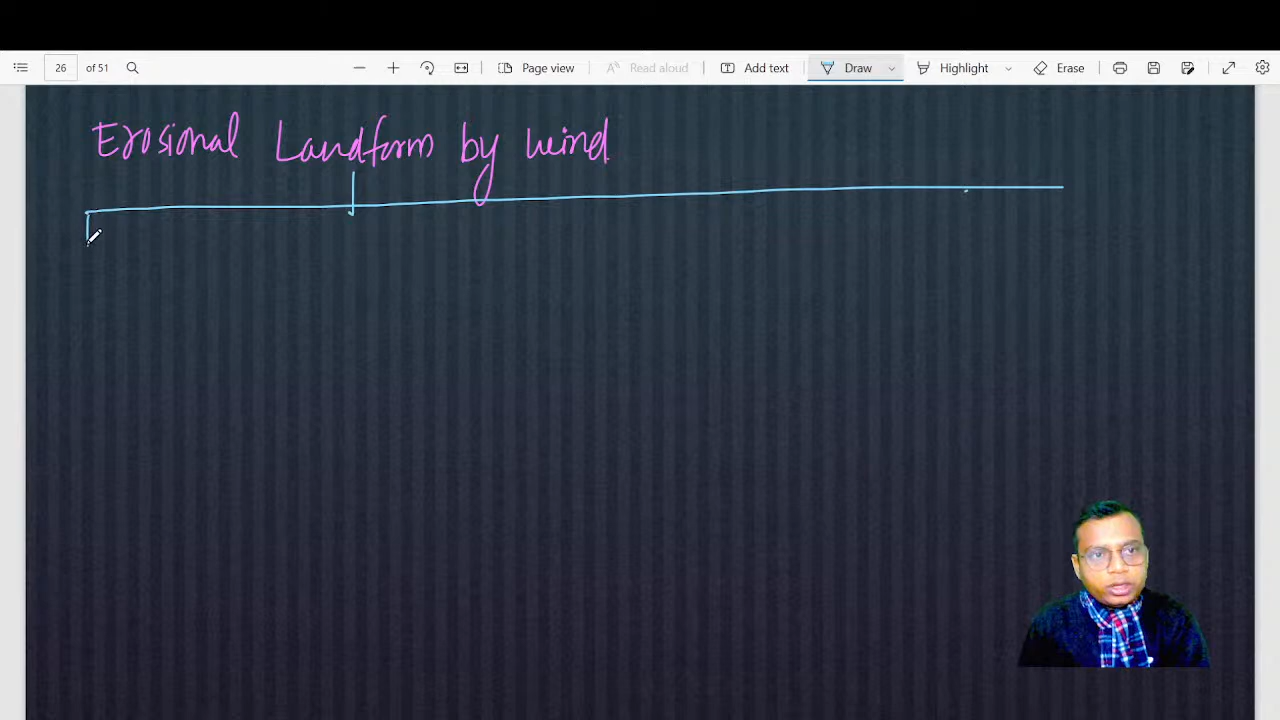 26 of 51 Page view Read aloud Add text Draw Highlight Erase
Erosional Landform by wind